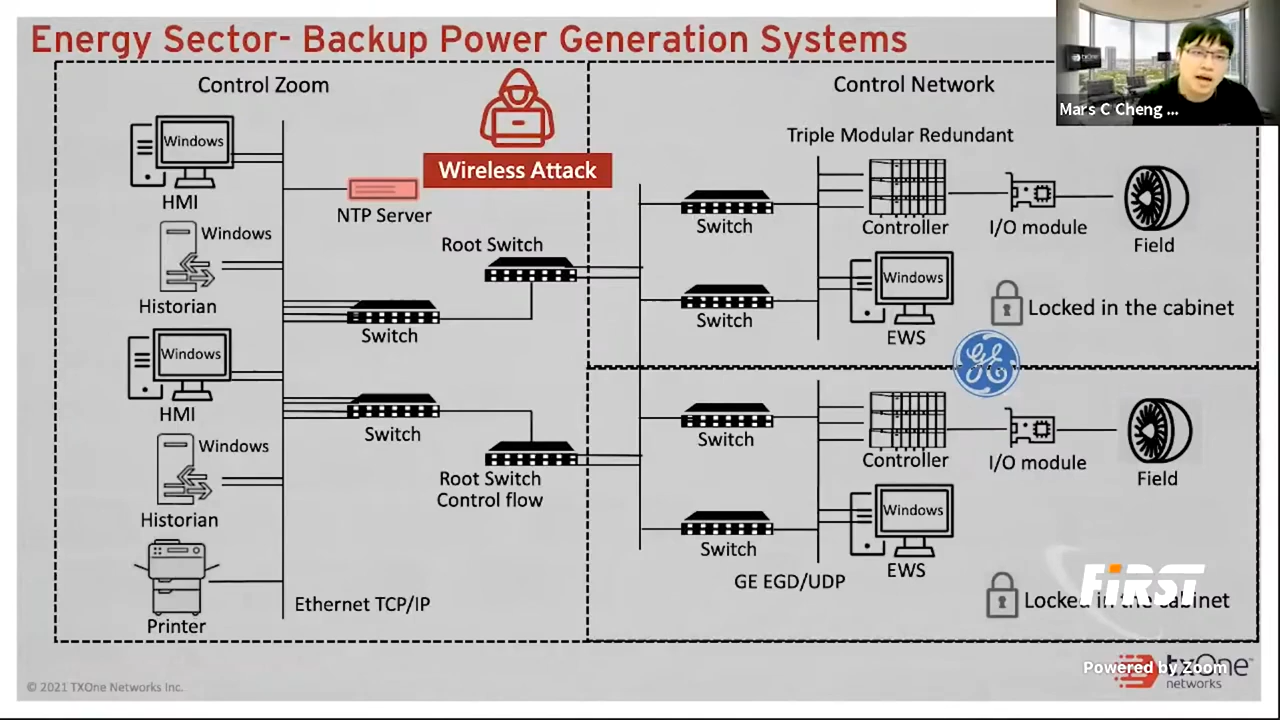 Energy Sector- Backup Power Generation Systems
Control Zoom
Control Network
Mars C Cheng ...
Triple Modular Redundant
Windows
HMI
Wireless Attack
NTP Server
Switch
Controller
I/O module
Field
Windows
Historian
Root Switch
Switch
Switch
Windows
EWS
Locked in the cabinet
Windows
HMI
Switch
Root Switch
Control flow
Switch
Controller
I/O module
Field
Windows
Historian
Switch
Windows
EWS
GE EGD/UDP
Printer
Ethernet TCP/IP
Locked in the cabinet
FiRST
Powered by Zoom
txOne™
networks
© 2021 TXOne Networks Inc.
GE